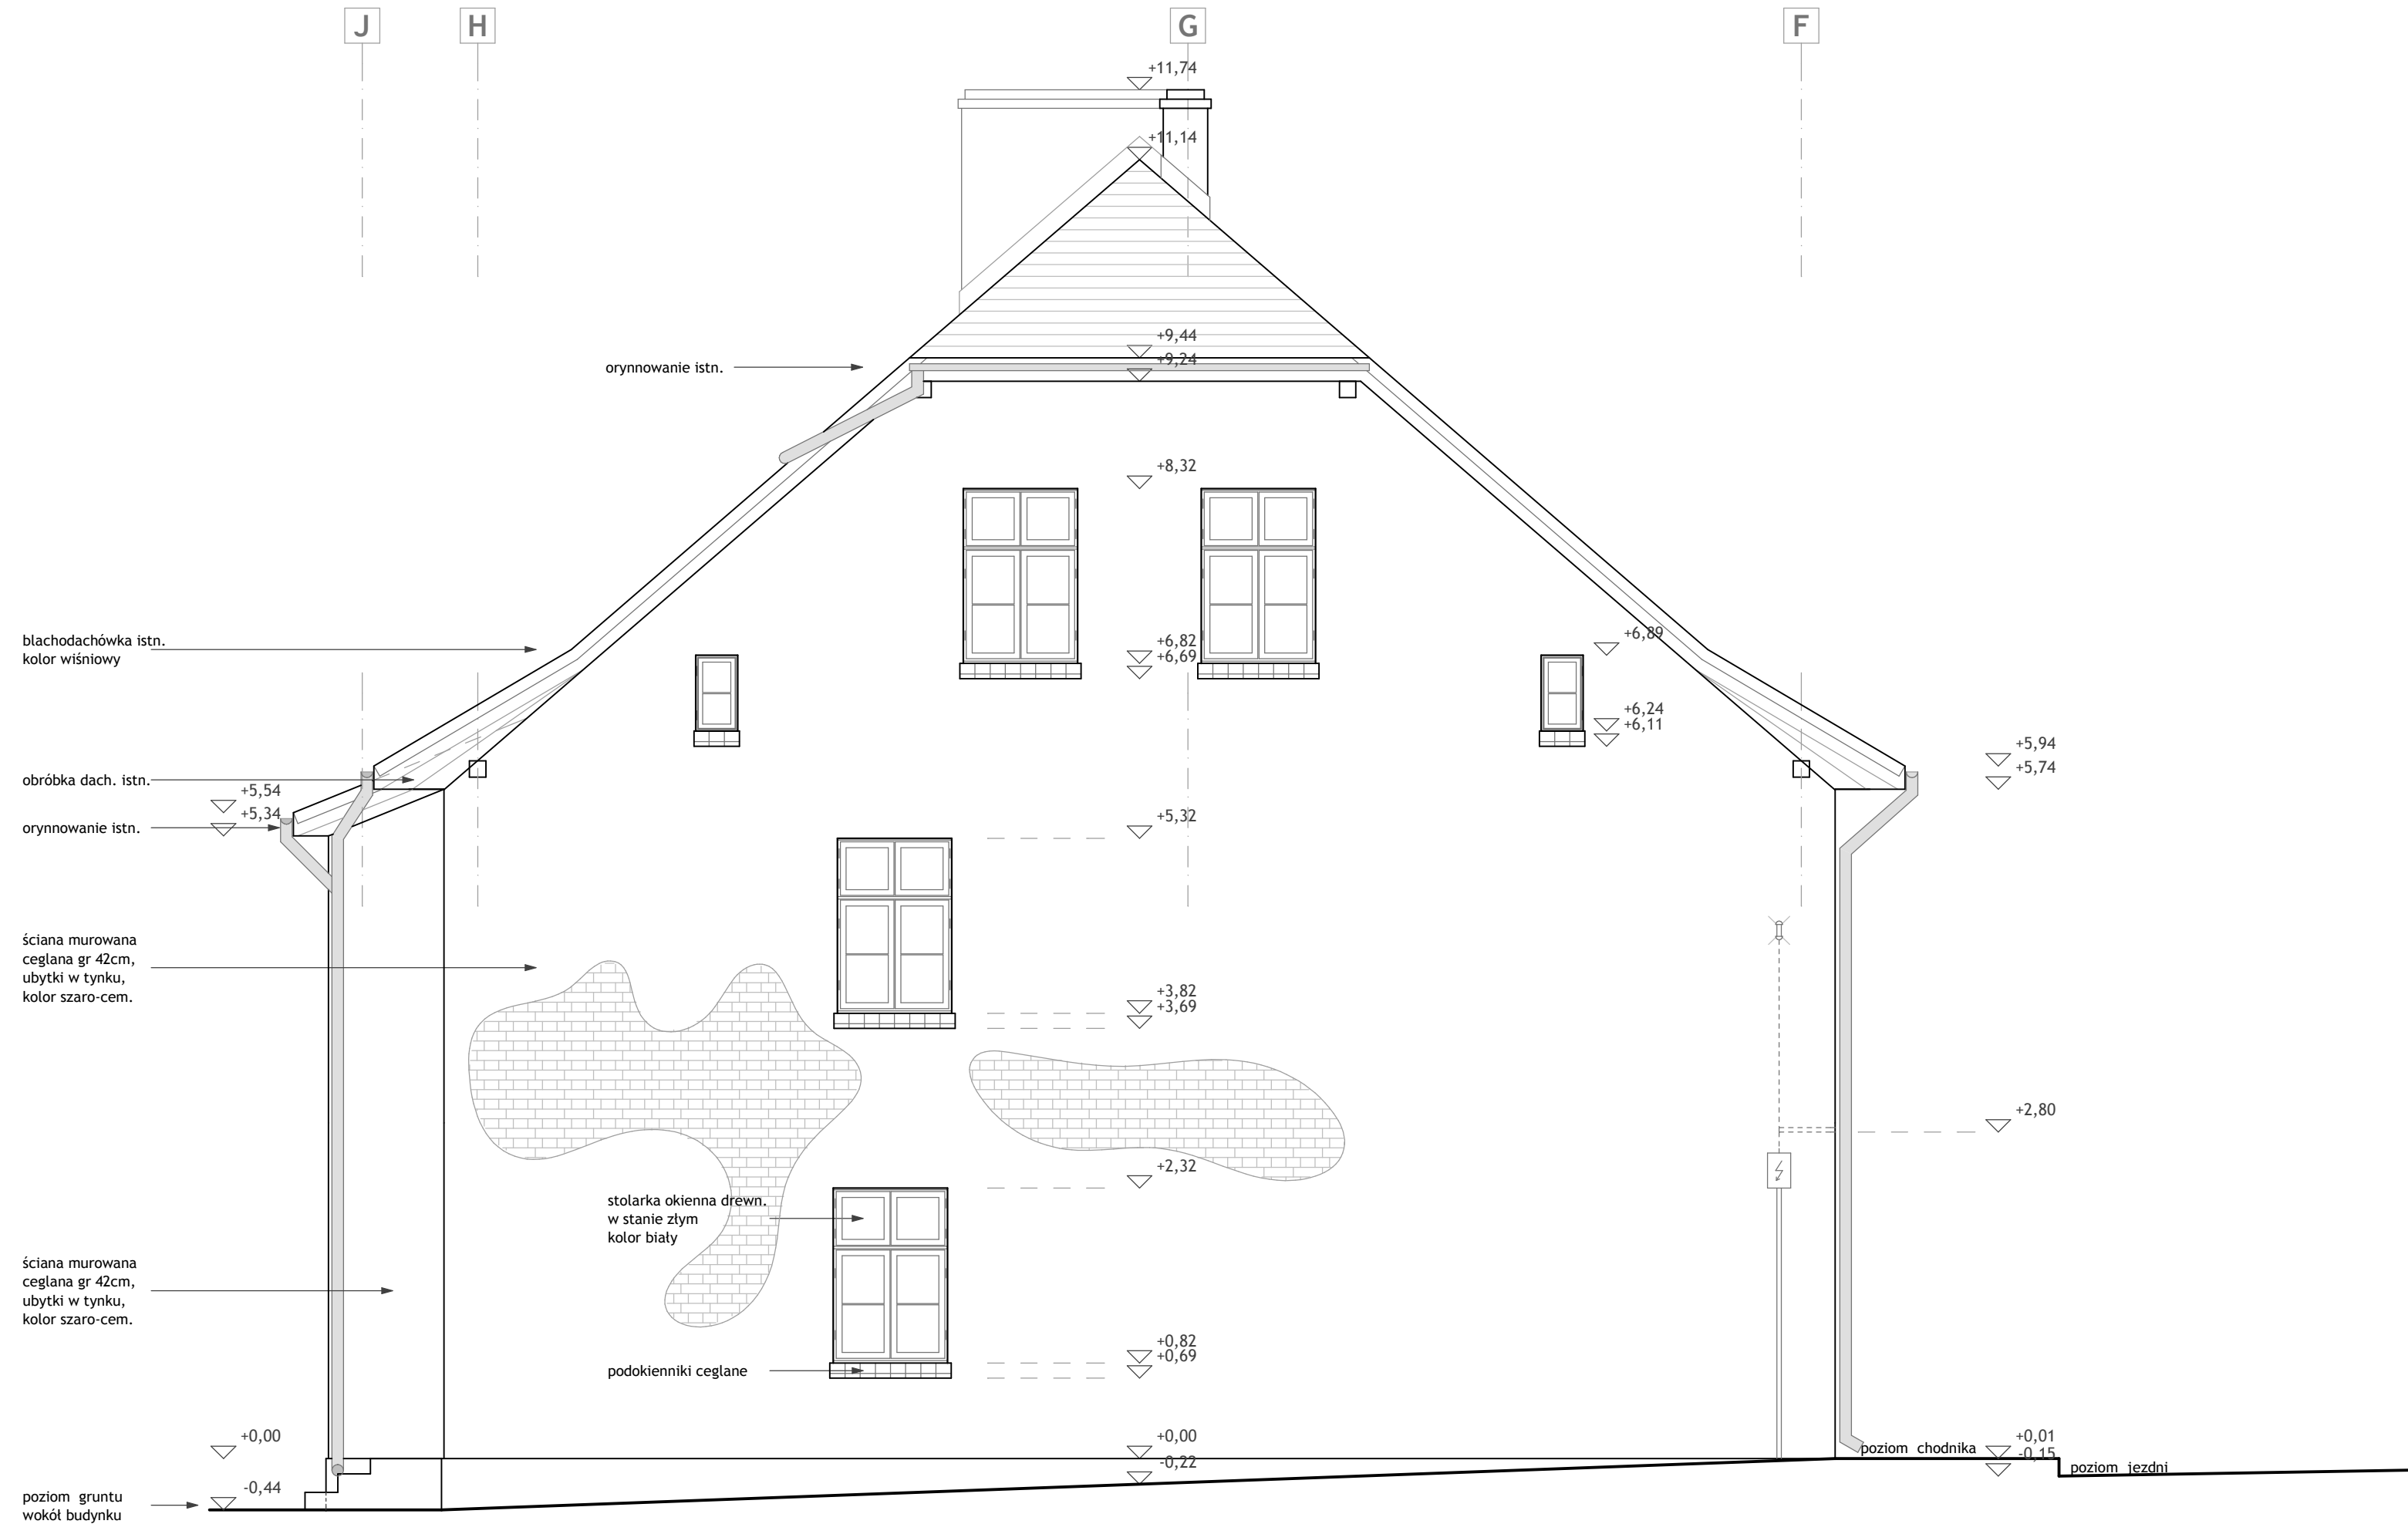 J
H
G
F
+11,74
+11,14
+9,44
orynnowanie istn.
+9,24
+8,32
blachodachówka istn.
kolor wiśniowy
+6,82
+6,69
+6,89
+6,24
+6,11
+5,94
+5,74
obróbka dach. istn.
+5,54
+5,34
orynnowanie istn.
+5,32
ściana murowana
ceglana gr 42cm,
ubytki w tynku,
kolor szaro-cem.
+3,82
+3,69
+2,80
+2,32
stolarka okienna drewn.
w stanie złym
kolor biały
ściana murowana
ceglana gr 42cm,
ubytki w tynku,
kolor szaro-cem.
+0,82
+0,69
podokienniki ceglane
+0,00
+0,00
-0,22
poziom chodnika
+0,01
-0,15
poziom jezdni
-0,44
poziom gruntu
wokół budynku